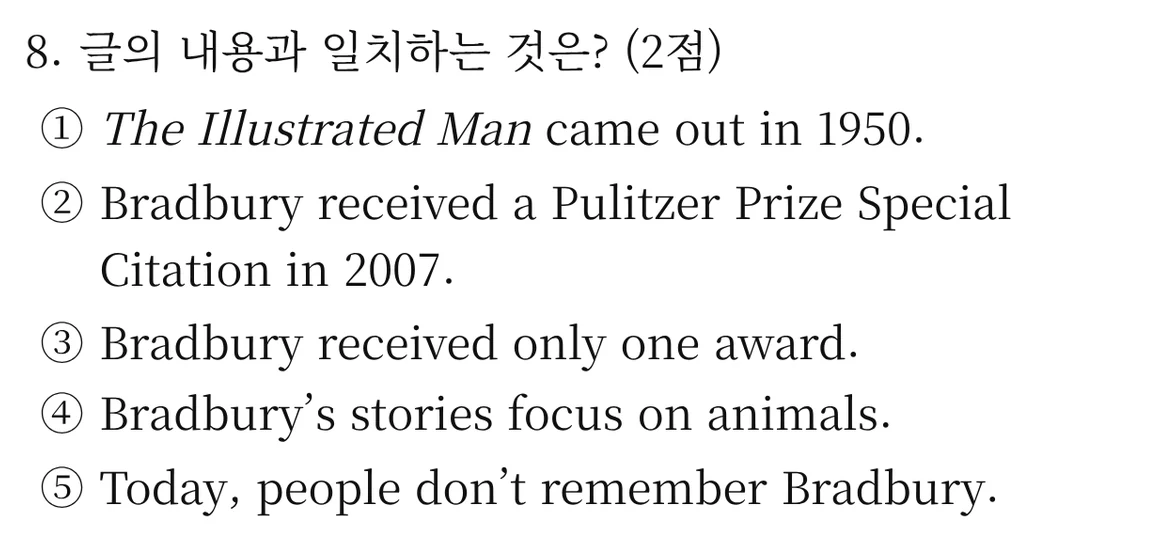 8. 글의 내용과 일치하는 것은? (2점)
① The Illustrated Man came out in 1950.
② Bradbury received a Pulitzer Prize Special
Citation in 2007.
③ Bradbury received only one award.
④ Bradbury’s stories focus on animals.
⑤ Today, people don’t remember Bradbury.